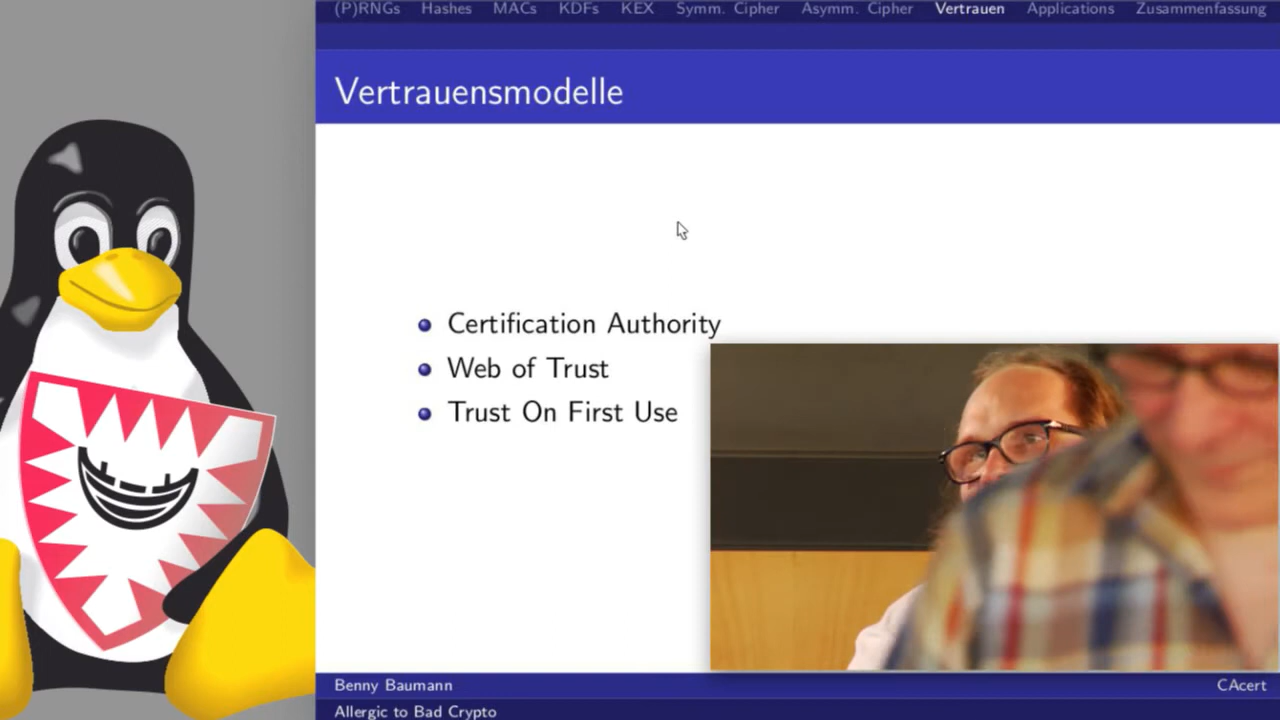 (P)RNGs Hashes MACs KDFs KEX Symm. Cipher Asymm. Cipher Vertrauen Applications Zusammenfassung
Vertrauensmodelle
Certification Authority
Web of Trust
Trust On First Use
Benny Baumann CAcert
Allergic to Bad Crypto